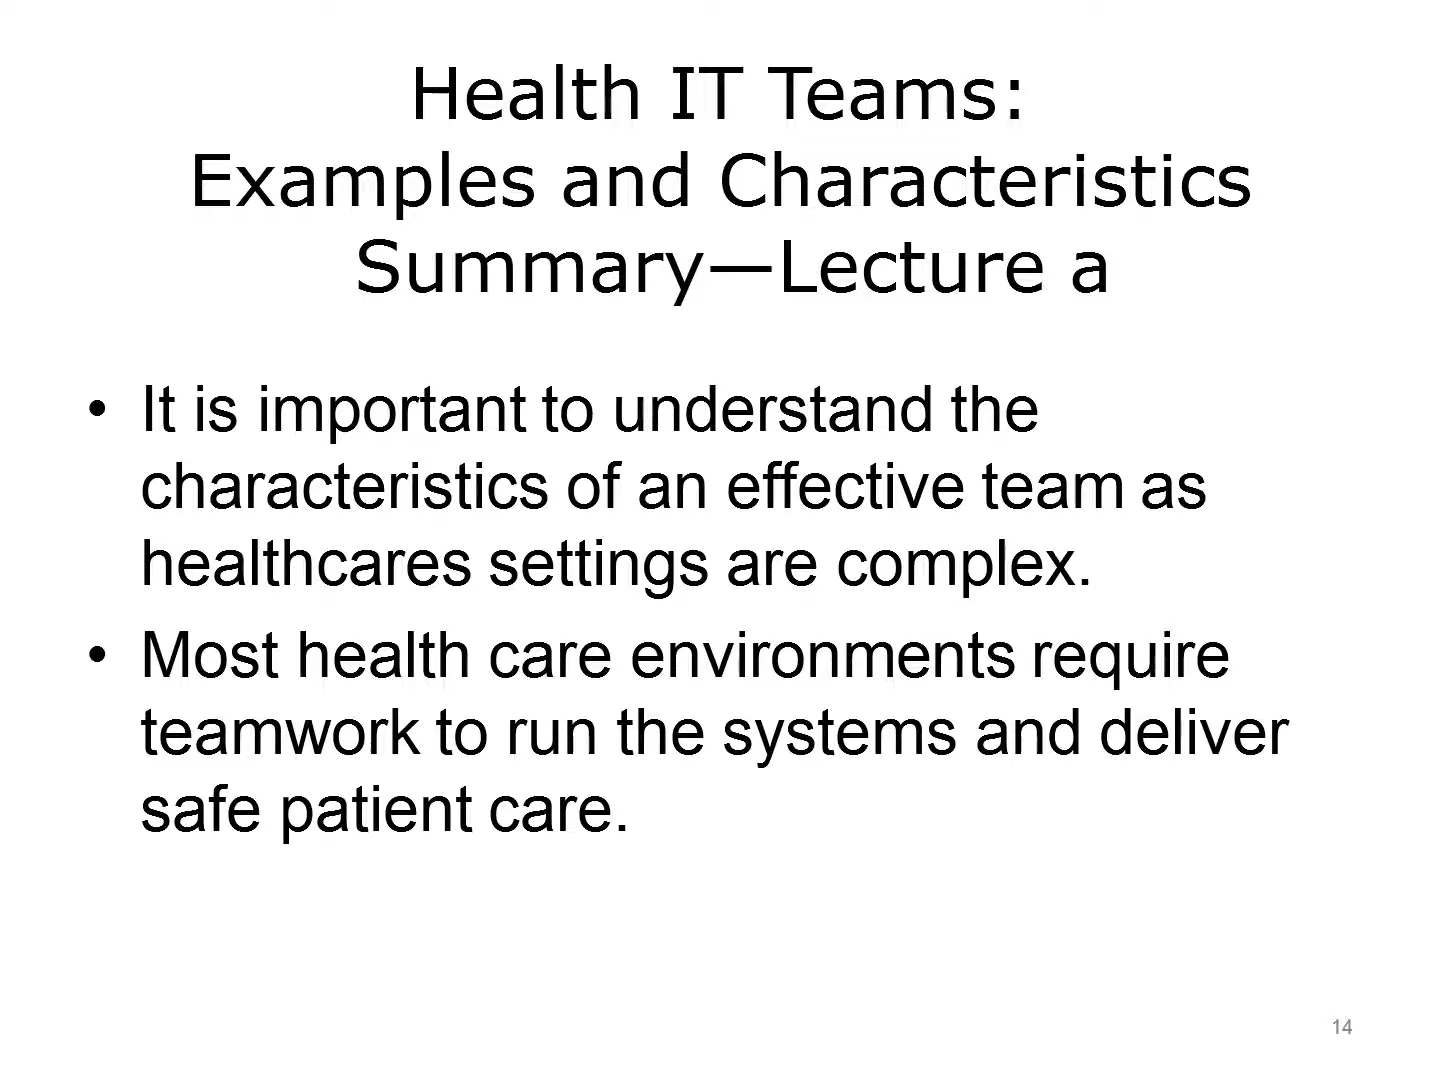 Health IT Teams:
Examples and Characteristics
Summary—Lecture a
• It is important to understand the
characteristics of an effective team as
healthcares settings are complex.
• Most health care environments require
teamwork to run the systems and deliver
safe patient care.
14